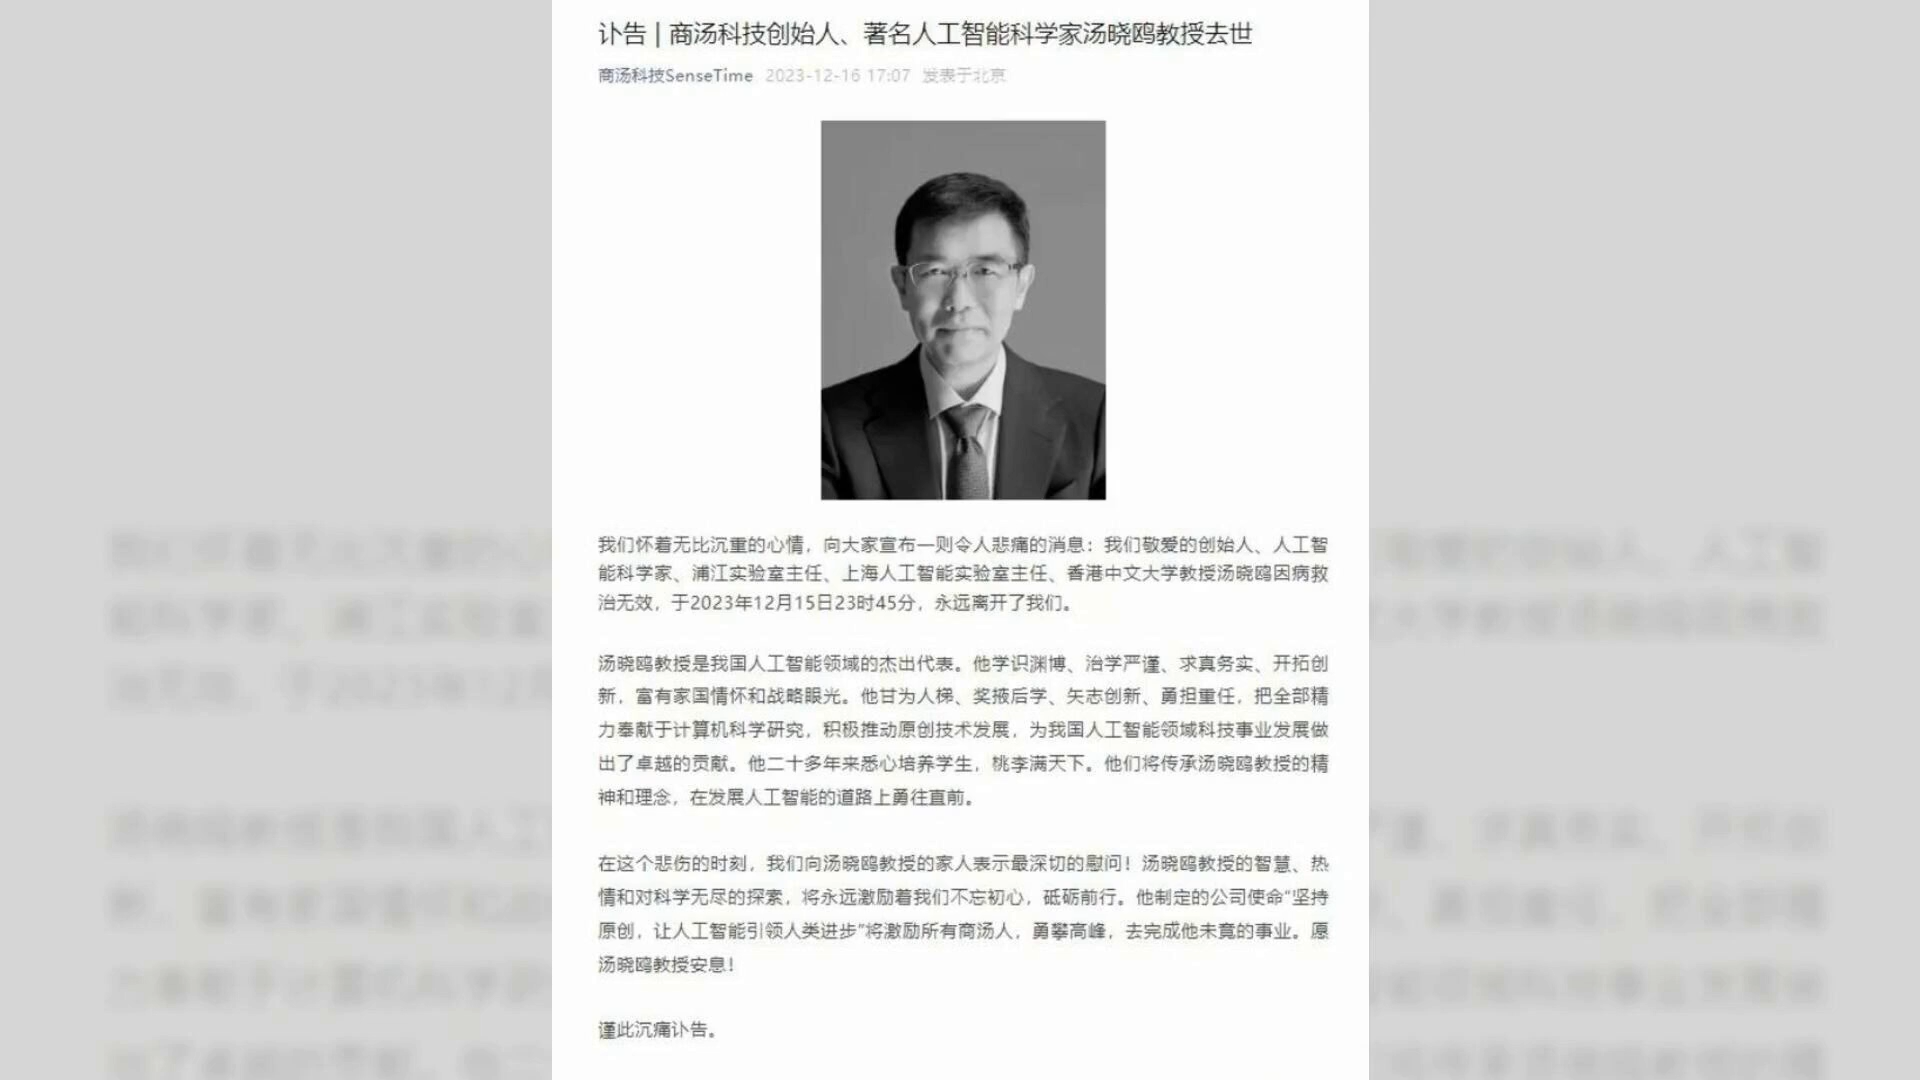 讣告 | 商汤科技创始人、著名人工智能科学家汤晓鸥教授去世
商汤科技SenseTime 2023-12-16 17:07 发表于北京
我们怀着无比沉重的心情，向大家宣布一则令人悲痛的消息：我们敬爱的创始人、人工智
能科学家、浦江实验室主任、上海人工智能实验室主任、香港中文大学教授汤晓鸥因病救
治无效，于2023年12月15日23时45分，永远离开了我们。
汤晓鸥教授是我国人工智能领域的杰出代表。他学识渊博、治学严谨、求真务实、开拓创
新，富有家国情怀和战略眼光。他甘为人梯、奖掖后学、矢志创新、勇担重任，把全部精
力奉献于计算机科学研究，积极推动原创技术发展，为我国人工智能领域科技事业发展做
出了卓越的贡献。他二十多年来悉心培养学生，桃李满天下。他们将传承汤晓鸥教授的精
神和理念，在发展人工智能的道路上勇往直前。
在这个悲伤的时刻，我们向汤晓鸥教授的家人表示最深切的慰问！汤晓鸥教授的智慧、热
情和对科学无尽的探索，将永远激励着我们不忘初心，砥砺前行。他制定的公司使命“坚持
原创，让人工智能引领人类进步”将激励所有商汤人，勇攀高峰，去完成他未竟的事业。愿
汤晓鸥教授安息！
谨此沉痛讣告。